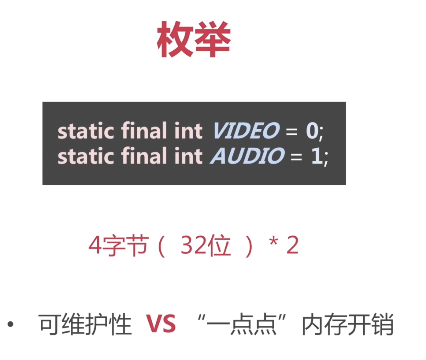 枚举
static final int VIDEO = 0;
static final int AUDIO = 1;
4字节（ 32位 ）* 2
• 可维护性 VS “一点点”内存开销